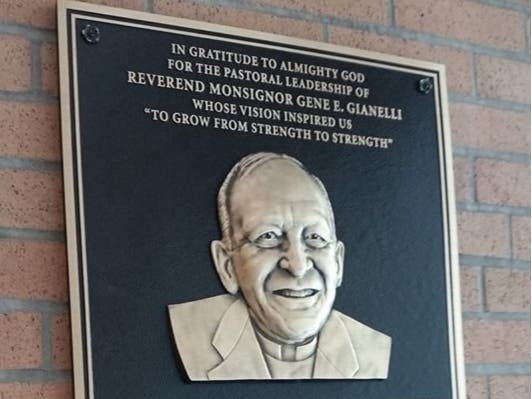 IN GRATITUDE TO ALMIGHTY GOD
FOR THE PASTORAL LEADERSHIP OF
REVEREND MONSIGNOR GENE E. GIANELLI
WHOSE VISION INSPIRED US
“TO GROW FROM STRENGTH TO STRENGTH”